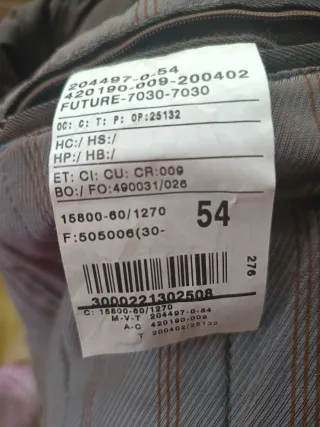 204497-0-54
420190-009-200402
FUTURE-7030-7030
OC: C: T: P: OP:25132
HC:/ HS:/
HP:/ HB:/
ET: CI: CU: CR:009
BO:/ FO:490031/026
15800-60/1270
54
F:505006(30-
276
3000221302508
C: 15800-60/1270
M-V-T 204497-0-54
A-C 420190-009
T 200402/25132